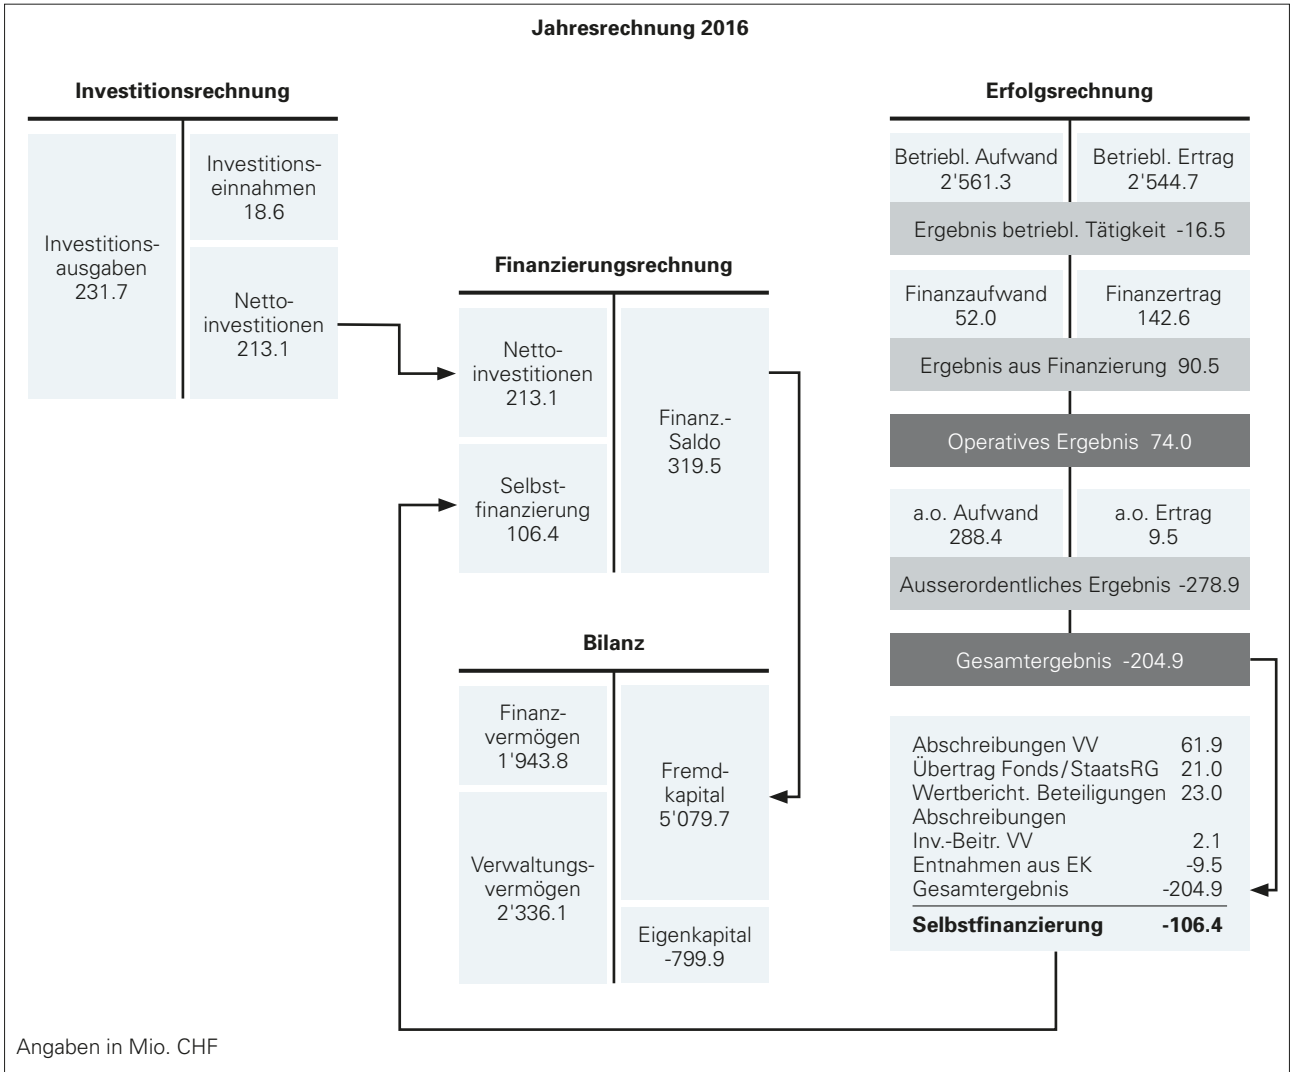 Jahresrechnung 2016
Investitionsrechnung
Investitions-
ausgaben
231.7
Investitions-
einnahmen
18.6
Netto-
investitionen
213.1
Finanzierungsrechnung
Netto-
investitionen
213.1
Selbst-
finanzierung
106.4
Finanz.-
Saldo
319.5
Bilanz
Finanz-
vermögen
1'943.8
Verwaltungs-
vermögen
2'336.1
Fremd-
kapital
5'079.7
Eigenkapital
-799.9
Erfolgsrechnung
Betriebl. Aufwand
2'561.3
Betriebl. Ertrag
2'544.7
Ergebnis betriebl. Tätigkeit -16.5
Finanzaufwand
52.0
Finanzertrag
142.6
Ergebnis aus Finanzierung 90.5
Operatives Ergebnis 74.0
a.o. Aufwand
288.4
a.o. Ertrag
9.5
Ausserordentliches Ergebnis -278.9
Gesamtergebnis -204.9
Abschreibungen VV 61.9
Übertrag Fonds/StaatsRG 21.0
Wertbericht. Beteiligungen 23.0
Abschreibungen
Inv.-Beitr. VV 2.1
Entnahmen aus EK -9.5
Gesamtergebnis -204.9
Selbstfinanzierung -106.4
Angaben in Mio. CHF